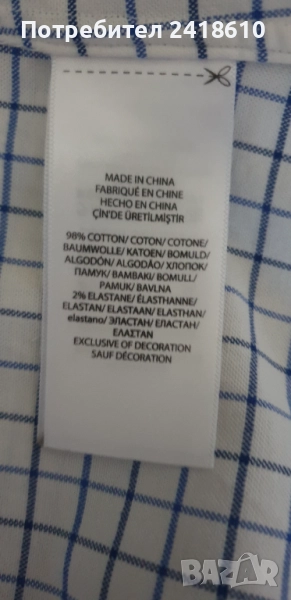 Потребител 2418610
MADE IN CHINA
FABRIQUÉ EN CHINE
HECHO EN CHINA
ÇİN'DE ÜRETİLMİŞTİR
98% COTTON/ COTON/ COTONE/
BAUMWOLLE/ KATOEN/ BOMULD/
ALGODÓN/ ALGODÃO/ ХЛОПОК/
ПАМУК/ BAMBAKI/ BOMULL/
PAMUK/ BAVLNA
2% ELASTANE/ ÉLASTHANNE/
ELASTAN/ ELASTAAN/ ELASTHAN/
elastano/ ЭЛАСТАН/ ЕЛАСТАН/
ΕΛΑΣΤΑΝ
EXCLUSIVE OF DECORATION
SAUF DÉCORATION
BAZAR